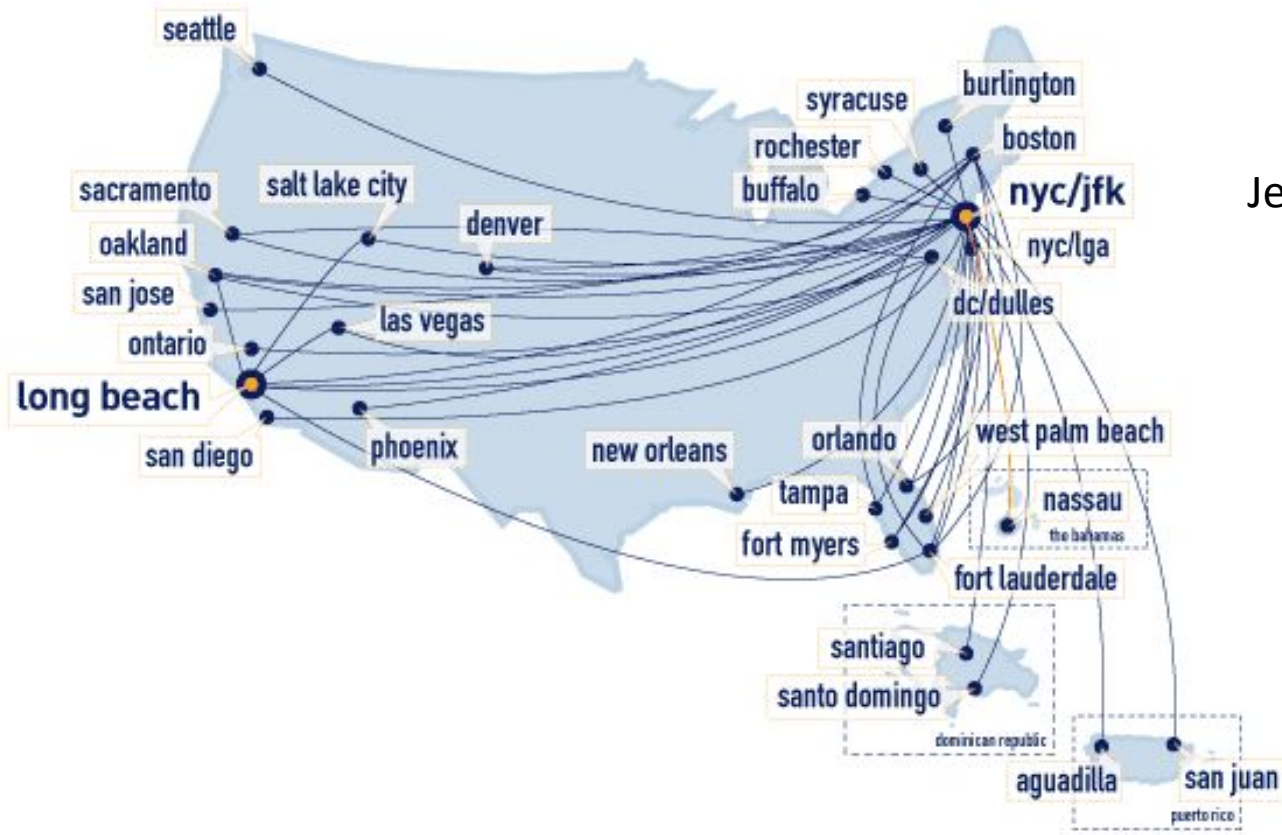 seattle
burlington
syracuse
boston
rochester
sacramento
salt lake city
buffalo
nyc/jfk
Je
denver
oakland
nyc/lga
san jose
dc/dulles
las vegas
ontario
long beach
west palm beach
orlando
phoenix
san diego
new orleans
tampa
nassau
the bahamas
fort myers
fort lauderdale
santiago
santo domingo
dominican republic
aguadilla
san juan
puerto rico